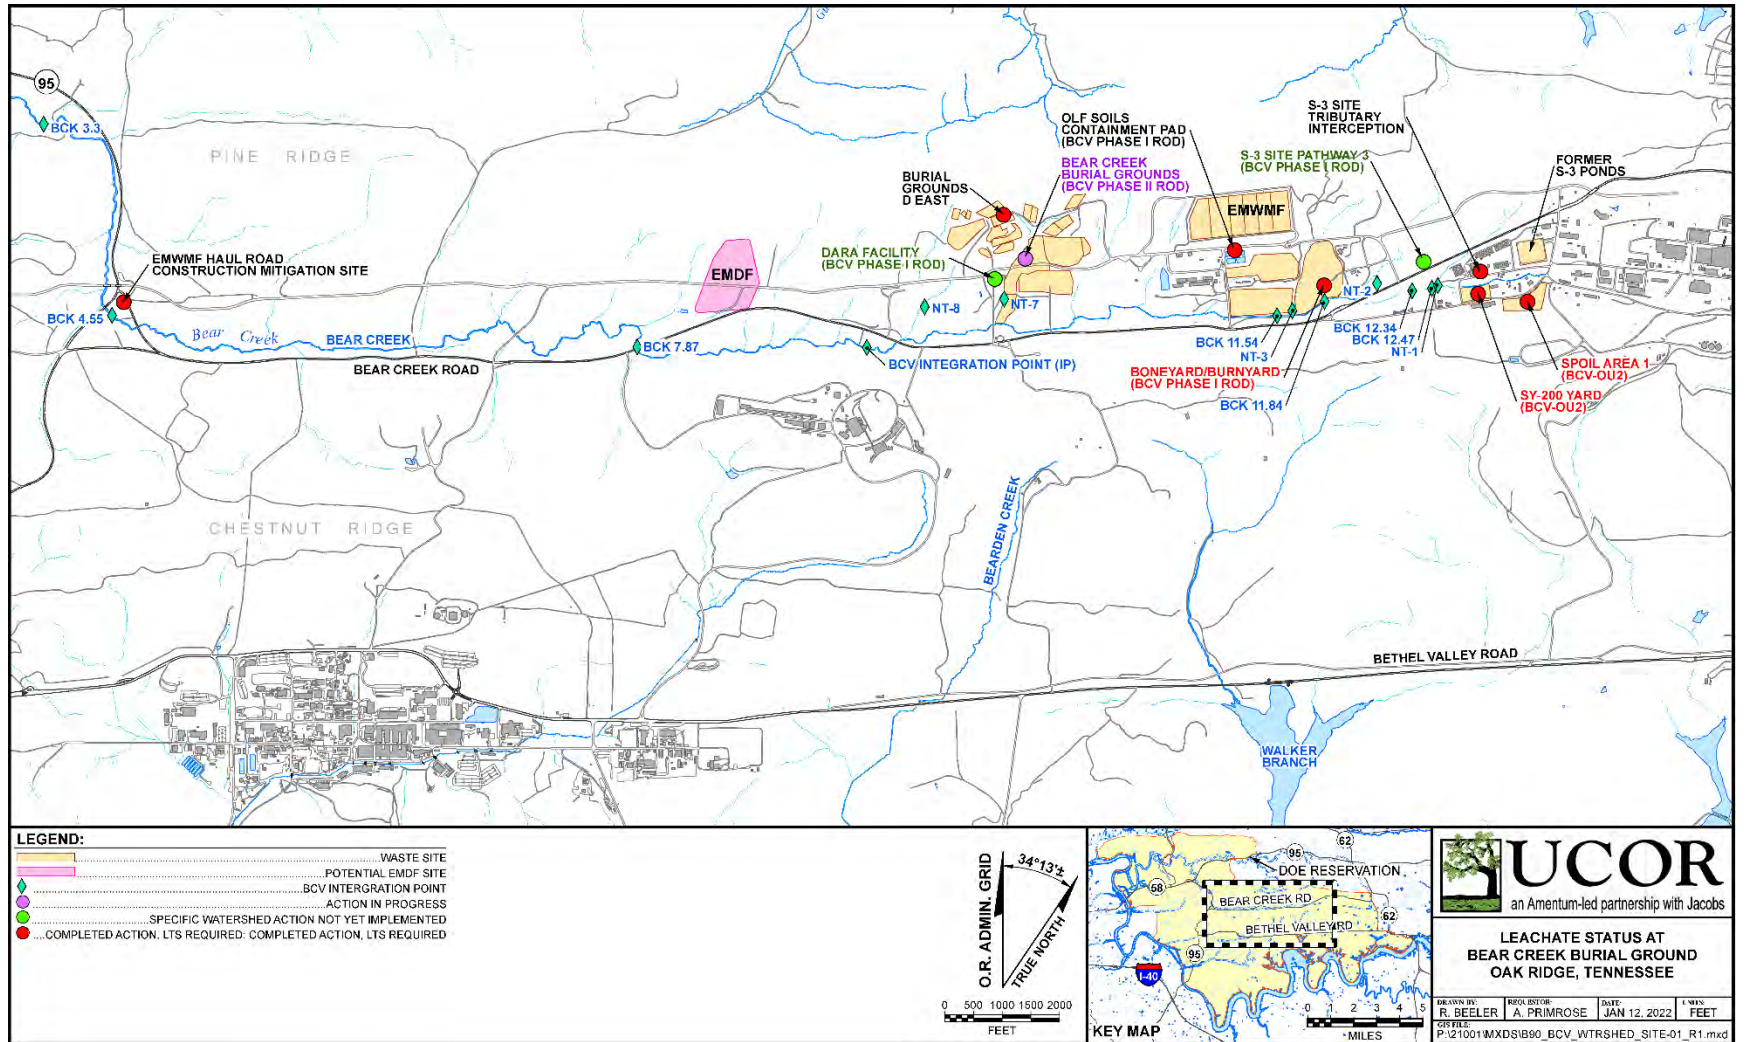 95
BCK 3.3
PINE RIDGE
EMWMF HAUL ROAD
CONSTRUCTION MITIGATION SITE
BCK 4.55
Bear Creek
BEAR CREEK
BEAR CREEK ROAD
BCK 7.87
EMDF
BURIAL
GROUNDS
D EAST
DARA FACILITY
(BCV PHASE I ROD)
NT-8
NT-7
BCV INTEGRATION POINT (IP)
OLF SOILS
CONTAINMENT PAD
(BCV PHASE I ROD)
BEAR CREEK
BURIAL GROUNDS
(BCV PHASE II ROD)
EMWMF
S-3 SITE
TRIBUTARY
INTERCEPTION
S-3 SITE PATHWAY 3
(BCV PHASE I ROD)
FORMER
S-3 PONDS
NT-2
BCK 11.54
NT-3
BONEYARD/BURNYARD
(BCV PHASE I ROD)
BCK 11.84
BCK 12.34
BCK 12.47
NT-1
SPOIL AREA 1
(BCV-OU2)
SY-200 YARD
(BCV-OU2)
CHESTNUT RIDGE
BEARDEN CREEK
BETHEL VALLEY ROAD
WALKER
BRANCH
LEGEND:
WASTE SITE
POTENTIAL EMDF SITE
BCV INTERGRATION POINT
ACTION IN PROGRESS
SPECIFIC WATERSHED ACTION NOT YET IMPLEMENTED
COMPLETED ACTION. LTS REQUIRED: COMPLETED ACTION, LTS REQUIRED
O.R. ADMIN. GRID
34°13'±
TRUE NORTH
0 500 1000 1500 2000
FEET
62
95
DOE RESERVATION
58
BEAR CREEK RD
62
BETHEL VALLEY RD
95
I-40
KEY MAP
0 1 2 3 4 5
MILES
UCOR
an Amentum-led partnership with Jacobs
LEACHATE STATUS AT
BEAR CREEK BURIAL GROUND
OAK RIDGE, TENNESSEE
DRAWN BY:
R. BEELER
REQUESTOR:
A. PRIMROSE
DATE:
JAN 12, 2022
UNITS:
FEET
GIS FILE:
P:\21001\MXDS\B90_BCV_WTRSHED_SITE-01_R1.mxd